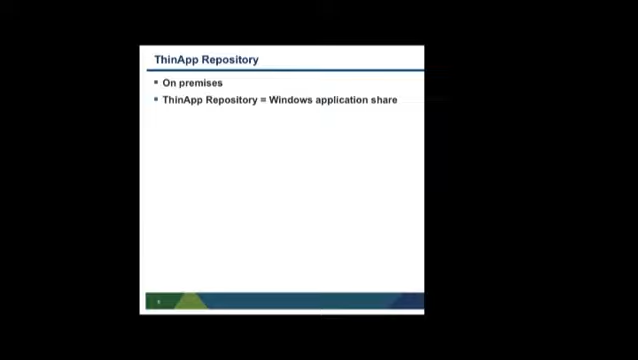 ThinApp Repository
On premises
ThinApp Repository = Windows application share